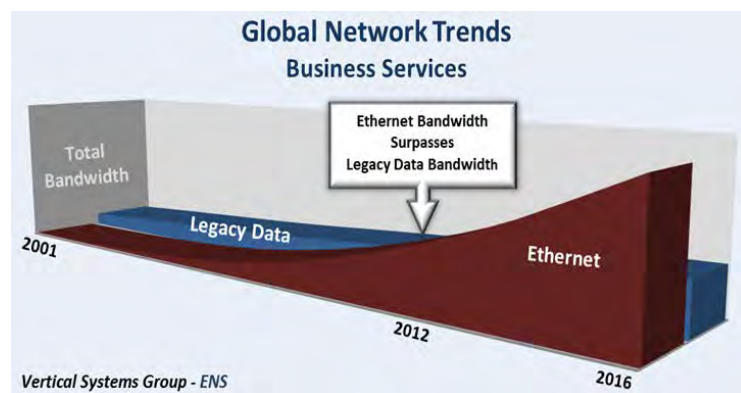 Global Network Trends
Business Services
Ethernet Bandwidth
Surpasses
Legacy Data Bandwidth
Total
Bandwidth
Legacy Data
Ethernet
2001
2012
2016
Vertical Systems Group - ENS